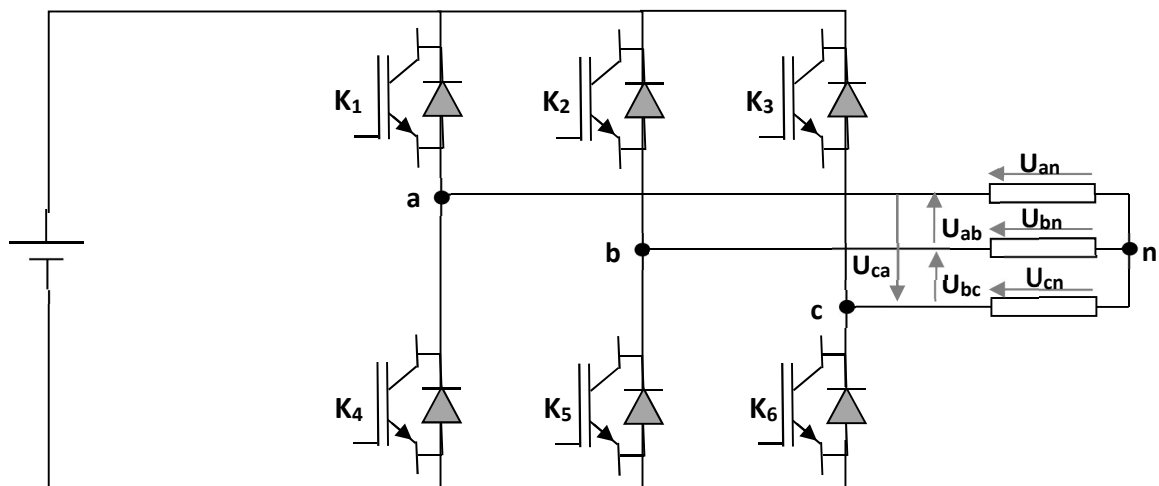 K₁
K₂
K₃
a
Uₐₙ
b
Uₐb
Ubₙ
n
Uca
Ubc
Ucn
c
K₄
K₅
K₆